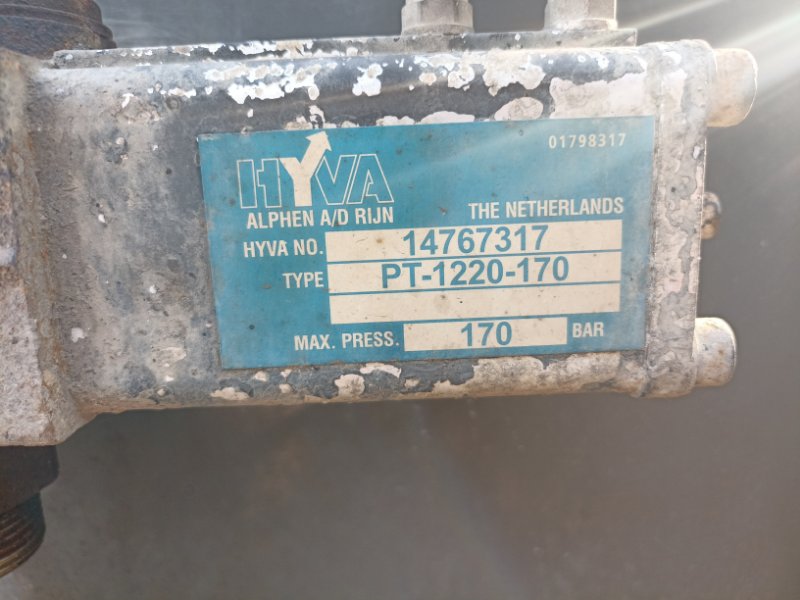 01798317
HYVA
ALPHEN A/D RIJN THE NETHERLANDS
HYVA NO. 14767317
TYPE PT-1220-170
MAX. PRESS. 170 BAR